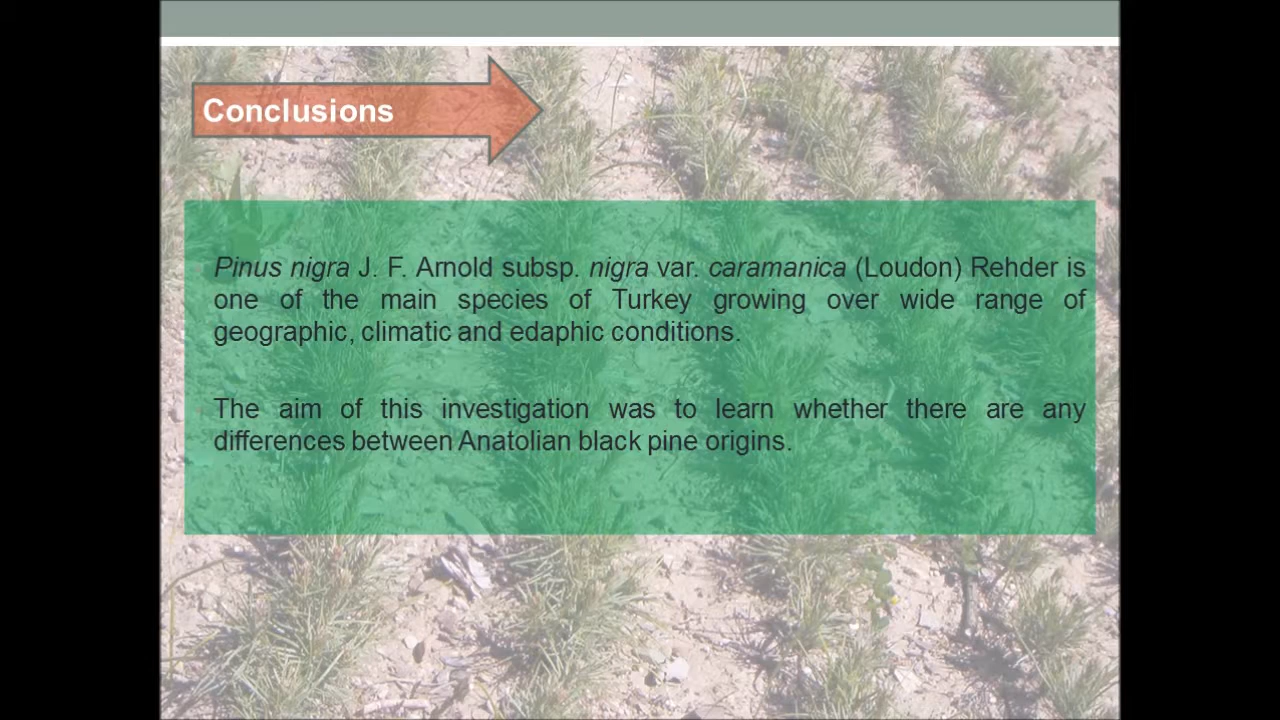 Conclusions
Pinus nigra J. F. Arnold subsp. nigra var. caramanica (Loudon) Rehder is
one of the main species of Turkey growing over wide range of
geographic, climatic and edaphic conditions.
The aim of this investigation was to learn whether there are any
differences between Anatolian black pine origins.